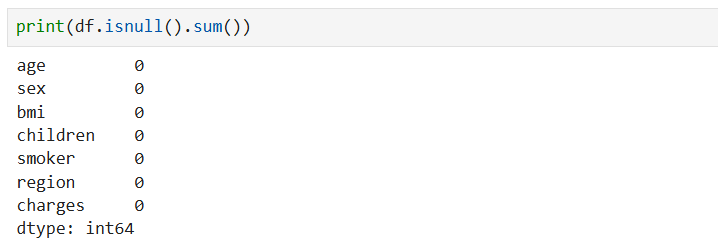 print(df.isnull().sum())
age 0
sex 0
bmi 0
children 0
smoker 0
region 0
charges 0
dtype: int64